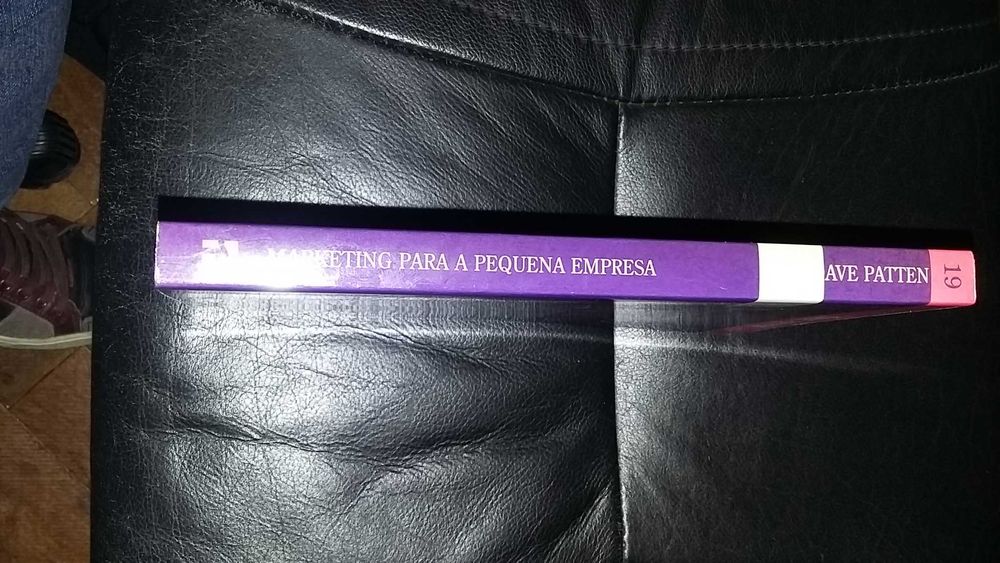 MARKETING PARA A PEQUENA EMPRESA
AVE PATTEN
19